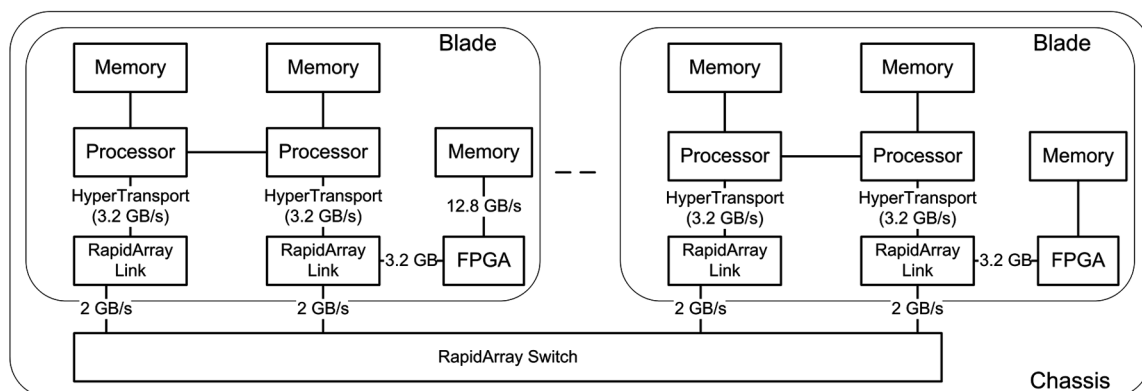 Blade
Blade
Memory
Memory
Memory
Memory
Processor
Processor
Memory
Processor
Processor
Memory
HyperTransport
(3.2 GB/s)
HyperTransport
(3.2 GB/s)
12.8 GB/s
HyperTransport
(3.2 GB/s)
HyperTransport
(3.2 GB/s)
RapidArray
Link
RapidArray
Link
3.2 GB
FPGA
RapidArray
Link
RapidArray
Link
3.2 GB
FPGA
2 GB/s
2 GB/s
2 GB/s
2 GB/s
RapidArray Switch
Chassis